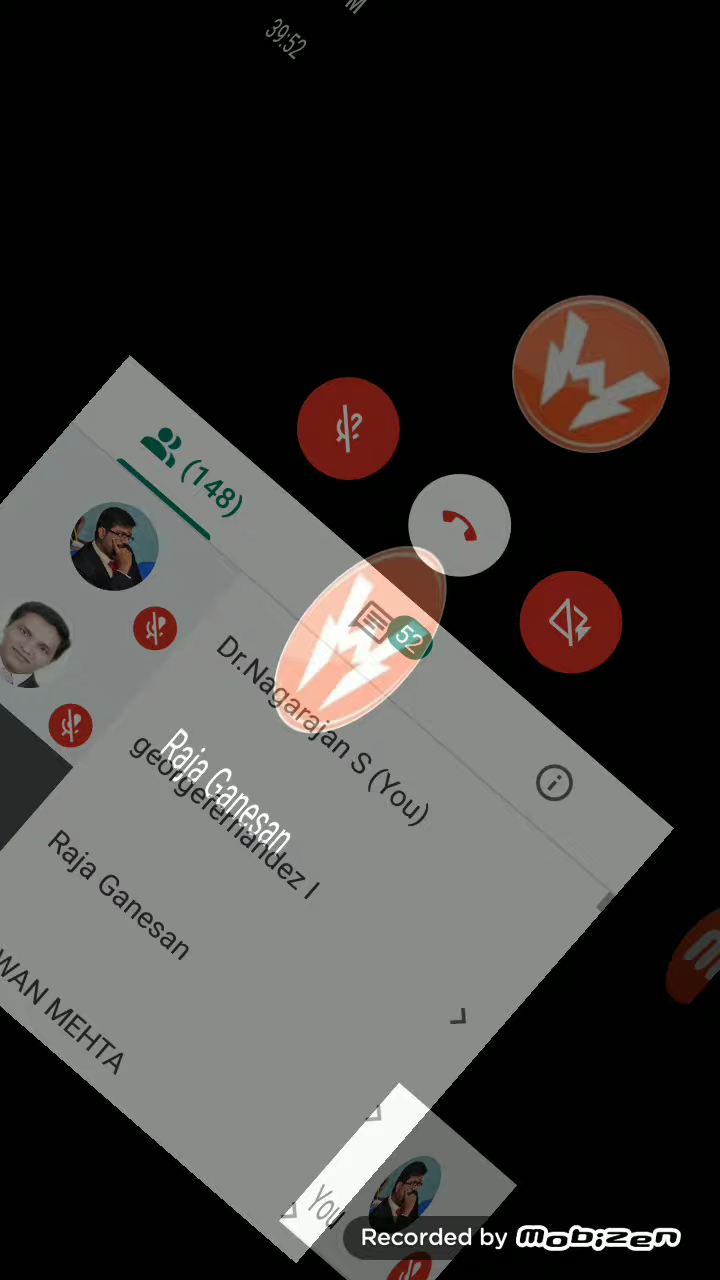 M
39:52
(148)
52
Dr.Nagarajan S (You)
georgefernandez I
Raja Ganesan
Raja Ganesan
WAN MEHTA
You
Recorded by mobizen